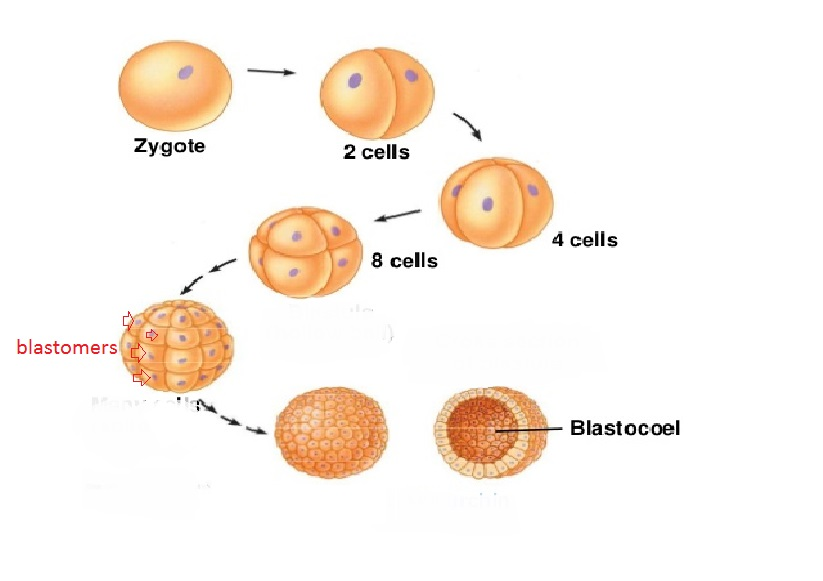 Zygote
2 cells
4 cells
8 cells
blastomers
Blastocoel